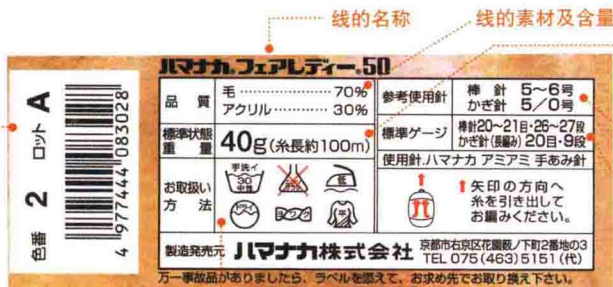 线的名称
线的素材及含量
ハマナカ®フェアレディー®50
品質
毛 ………… 70%
アクリル ………… 30%
参考使用針
棒針 5〜6号
かぎ針 5/0号
標準状態重量
40g(糸長約100m)
標準ゲージ
棒針20〜21目・26〜27段
かぎ針(長編み) 20目・9段
使用針.ハマナカ アミアミ 手あみ針
お取扱い方法
手洗イ
30
中性
低
ドライ
ヨワク
平
矢印の方向へ
糸を引き出して
お編みください。
製造発売元 ハマナカ株式会社
京都市右京区花園薮ノ下町2番地の3
TEL 075(463)5151(代)
万一事故品がありましたら、ラベルを添えて、お求め先でお取り換え下さい。
色番 2 ロット A
4 977444 083028